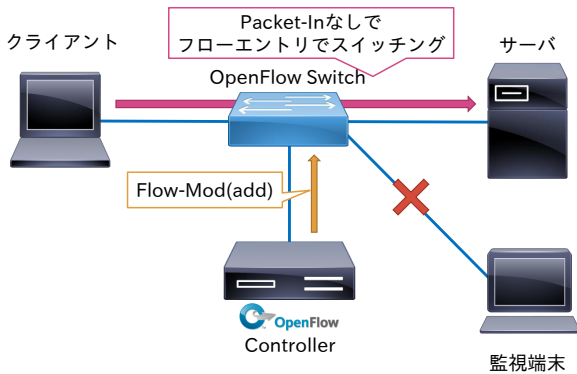 Packet-Inなしで
フローエントリでスイッチング
クライアント
サーバ
OpenFlow Switch
Flow-Mod(add)
OpenFlow
Controller
監視端末